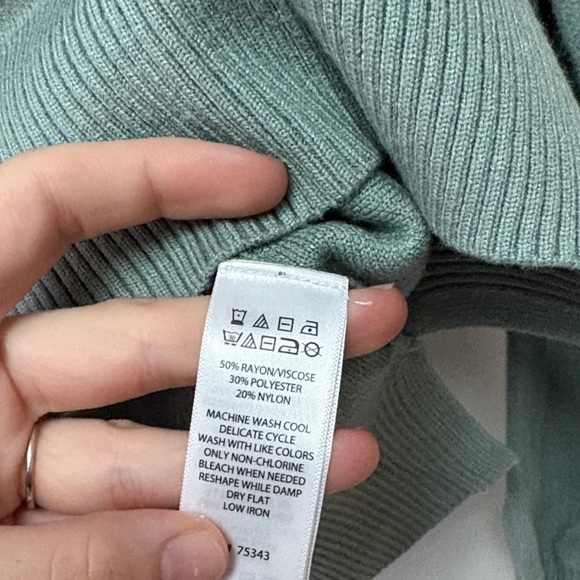 50% RAYON/VISCOSE
30% POLYESTER
20% NYLON
MACHINE WASH COOL
DELICATE CYCLE
WASH WITH LIKE COLORS
ONLY NON-CHLORINE
BLEACH WHEN NEEDED
RESHAPE WHILE DAMP
DRY FLAT
LOW IRON
75343